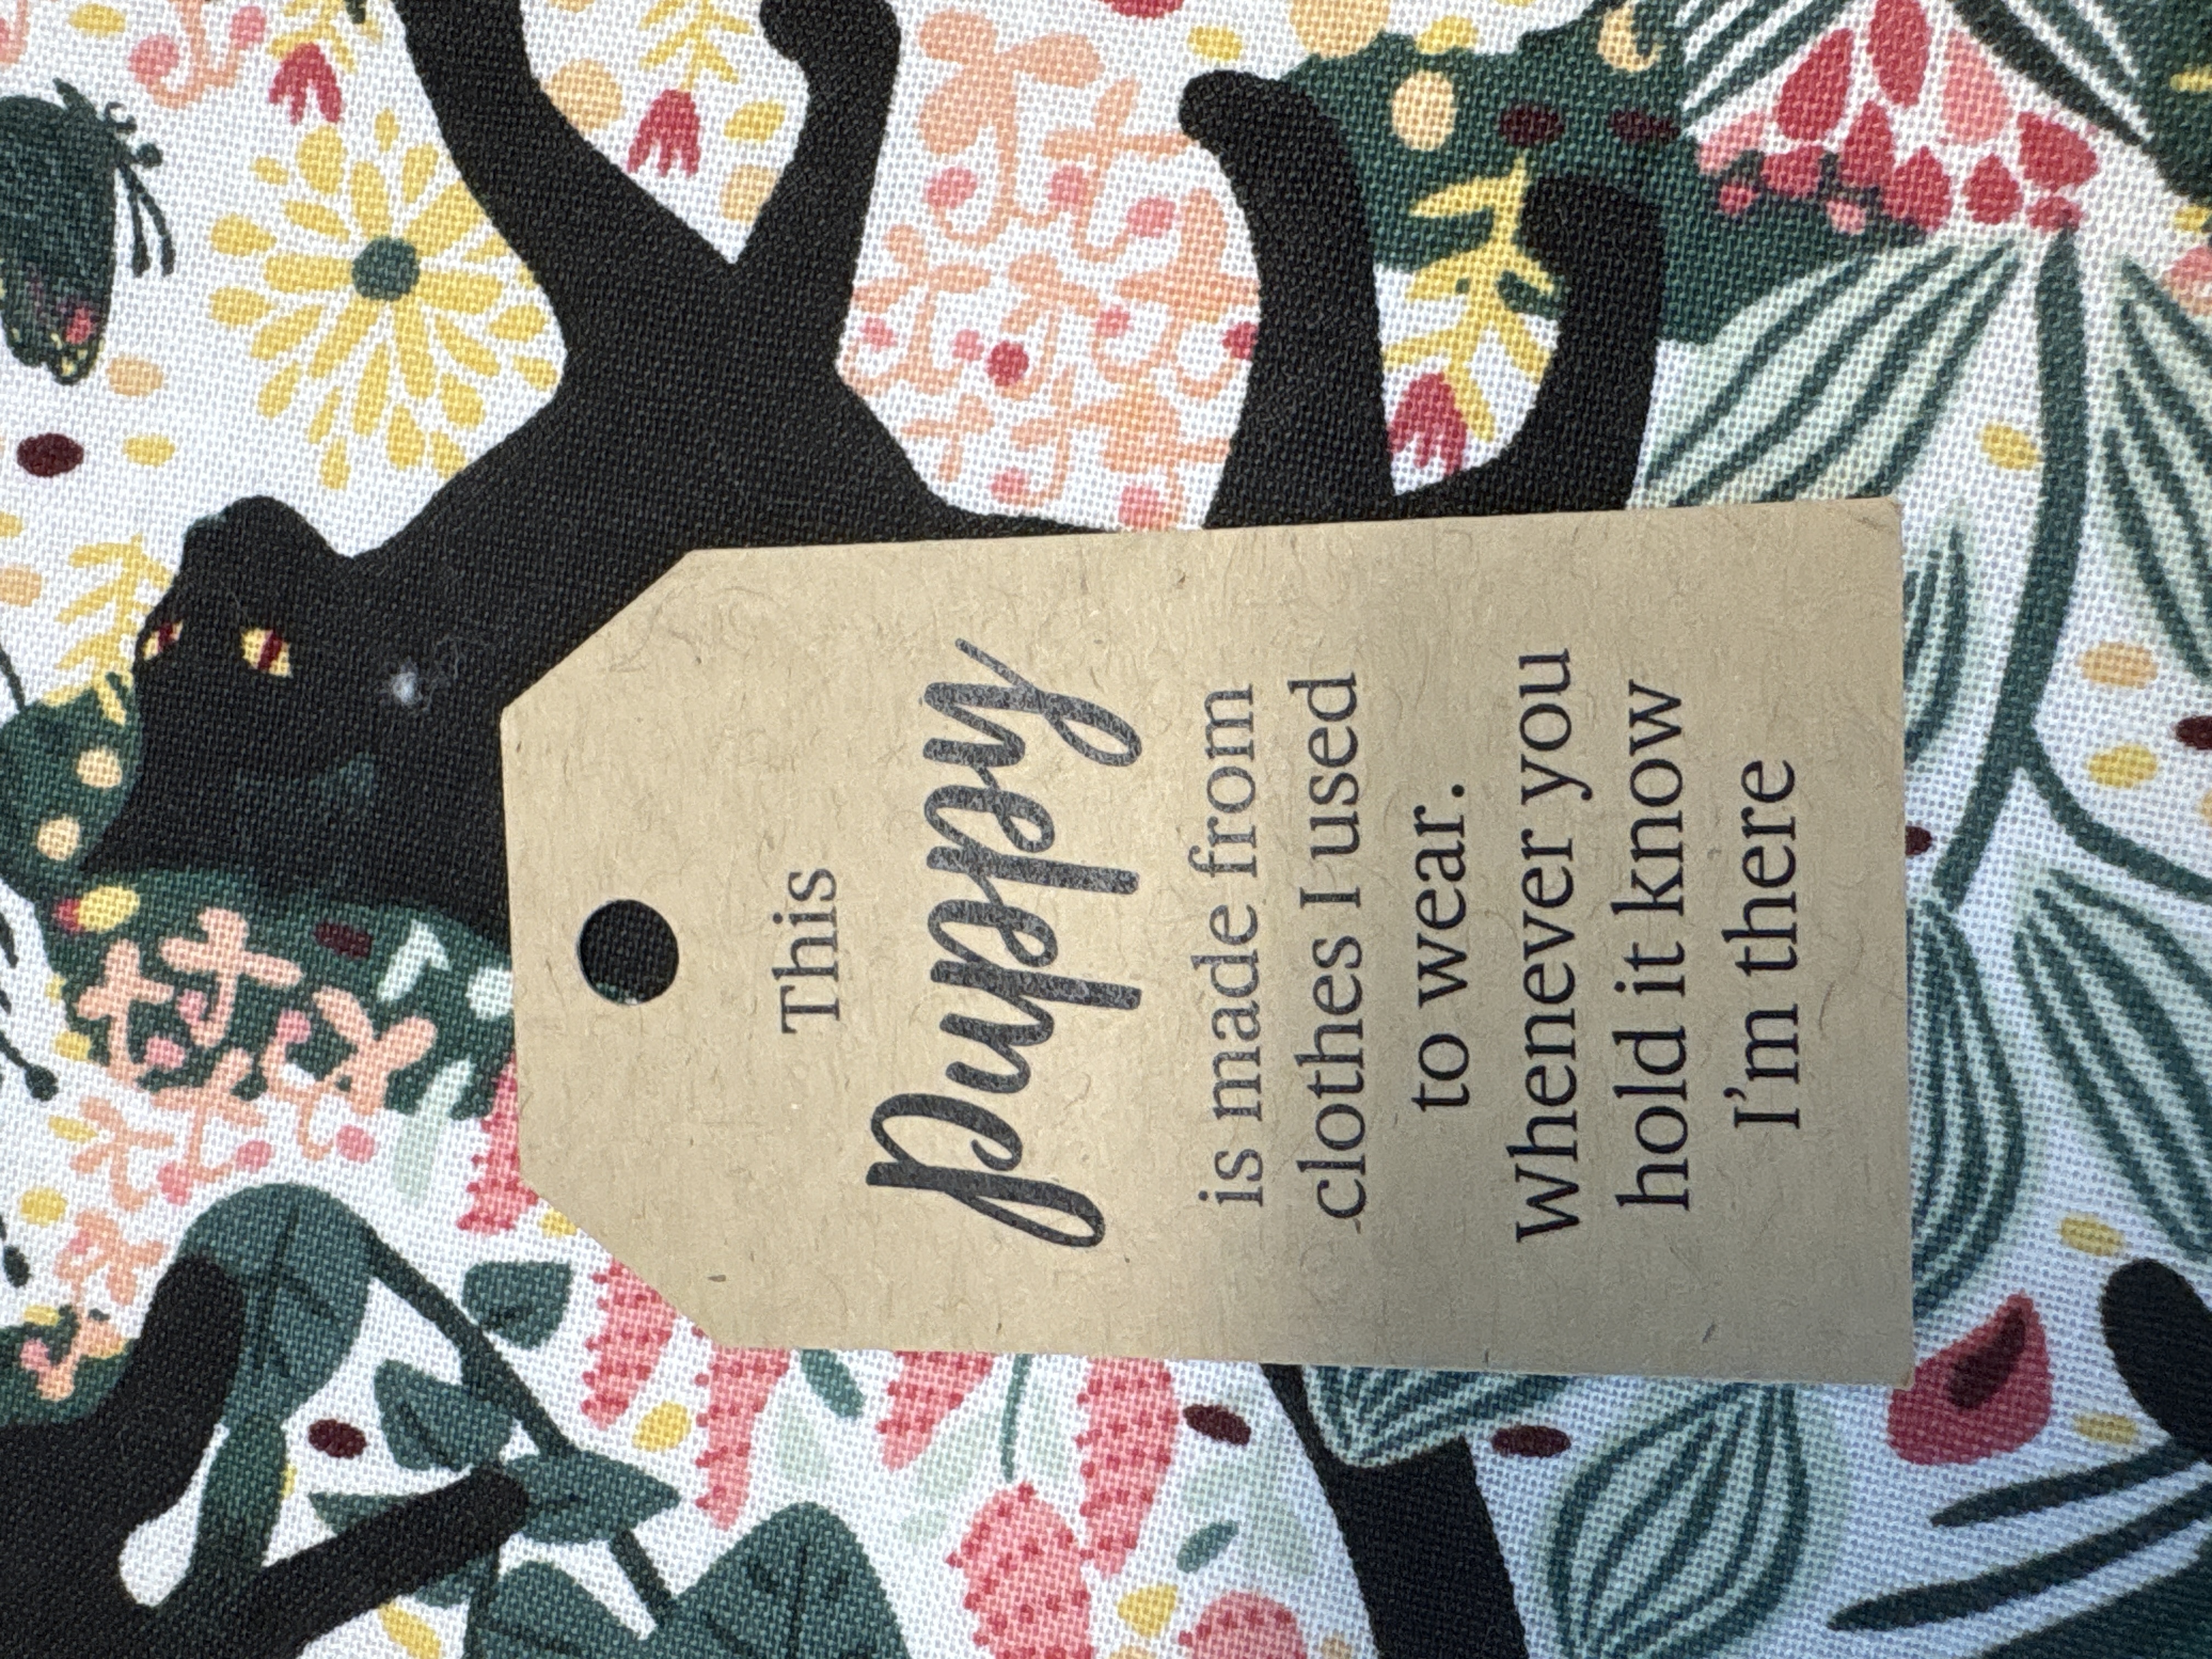 This
puppy
is made from
clothes I used
to wear.
Whenever you
hold it know
I'm there